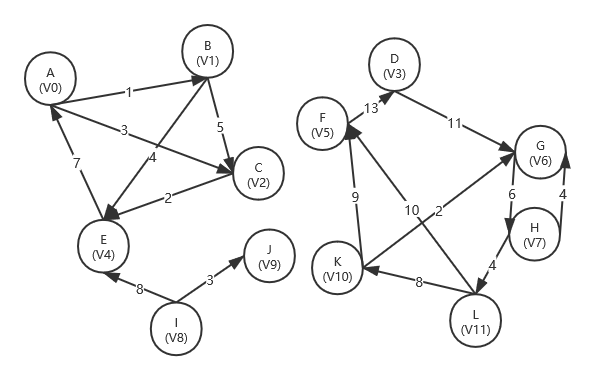 A
(V0)
B
(V1)
1
3
4
5
7
C
(V2)
2
E
(V4)
J
(V9)
8
3
I
(V8)
D
(V3)
F
(V5)
13
11
G
(V6)
9
10
2
6
4
H
(V7)
4
K
(V10)
8
L
(V11)